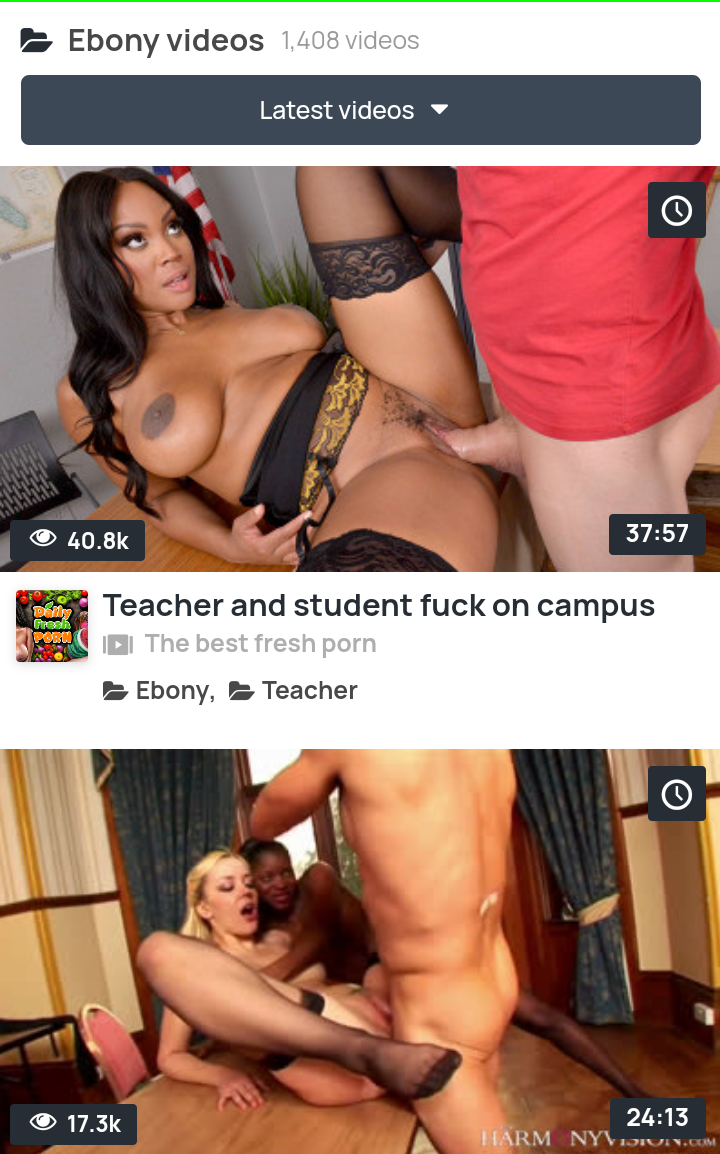 Ebony videos 1,408 videos
Latest videos
40.8k
37:57
Daily
Fresh
PORN
Teacher and student fuck on campus
The best fresh porn
Ebony, Teacher
17.3k
24:13
HARMONYVISION.COM